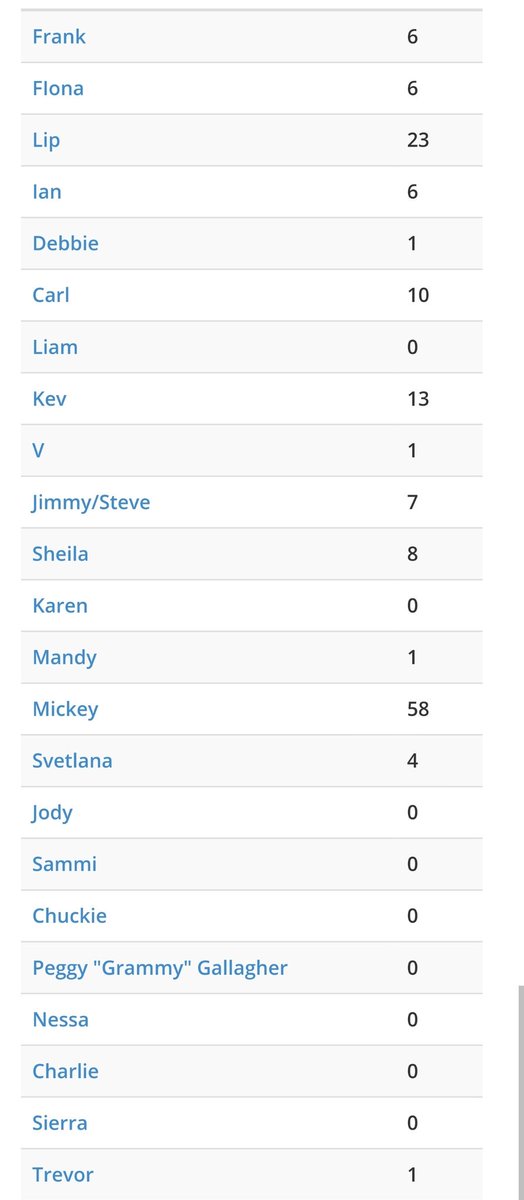 Frank 6
FIona 6
Lip 23
Ian 6
Debbie 1
Carl 10
Liam 0
Kev 13
V 1
Jimmy/Steve 7
Sheila 8
Karen 0
Mandy 1
Mickey 58
Svetlana 4
Jody 0
Sammi 0
Chuckie 0
Peggy "Grammy" Gallagher 0
Nessa 0
Charlie 0
Sierra 0
Trevor 1